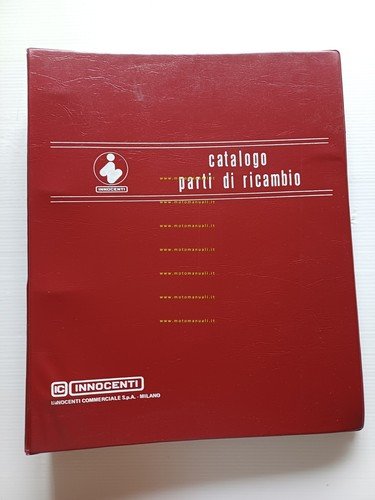 catalogo
parti di ricambio
INNOCENTI
www.motomanuali.it
www.motomanuali.it
www.motomanuali.it
www.motomanuali.it
www.motomanuali.it
www.motomanuali.it
www.motomanuali.it
IC INNOCENTI
INNOCENTI COMMERCIALE S.p.A. - MILANO